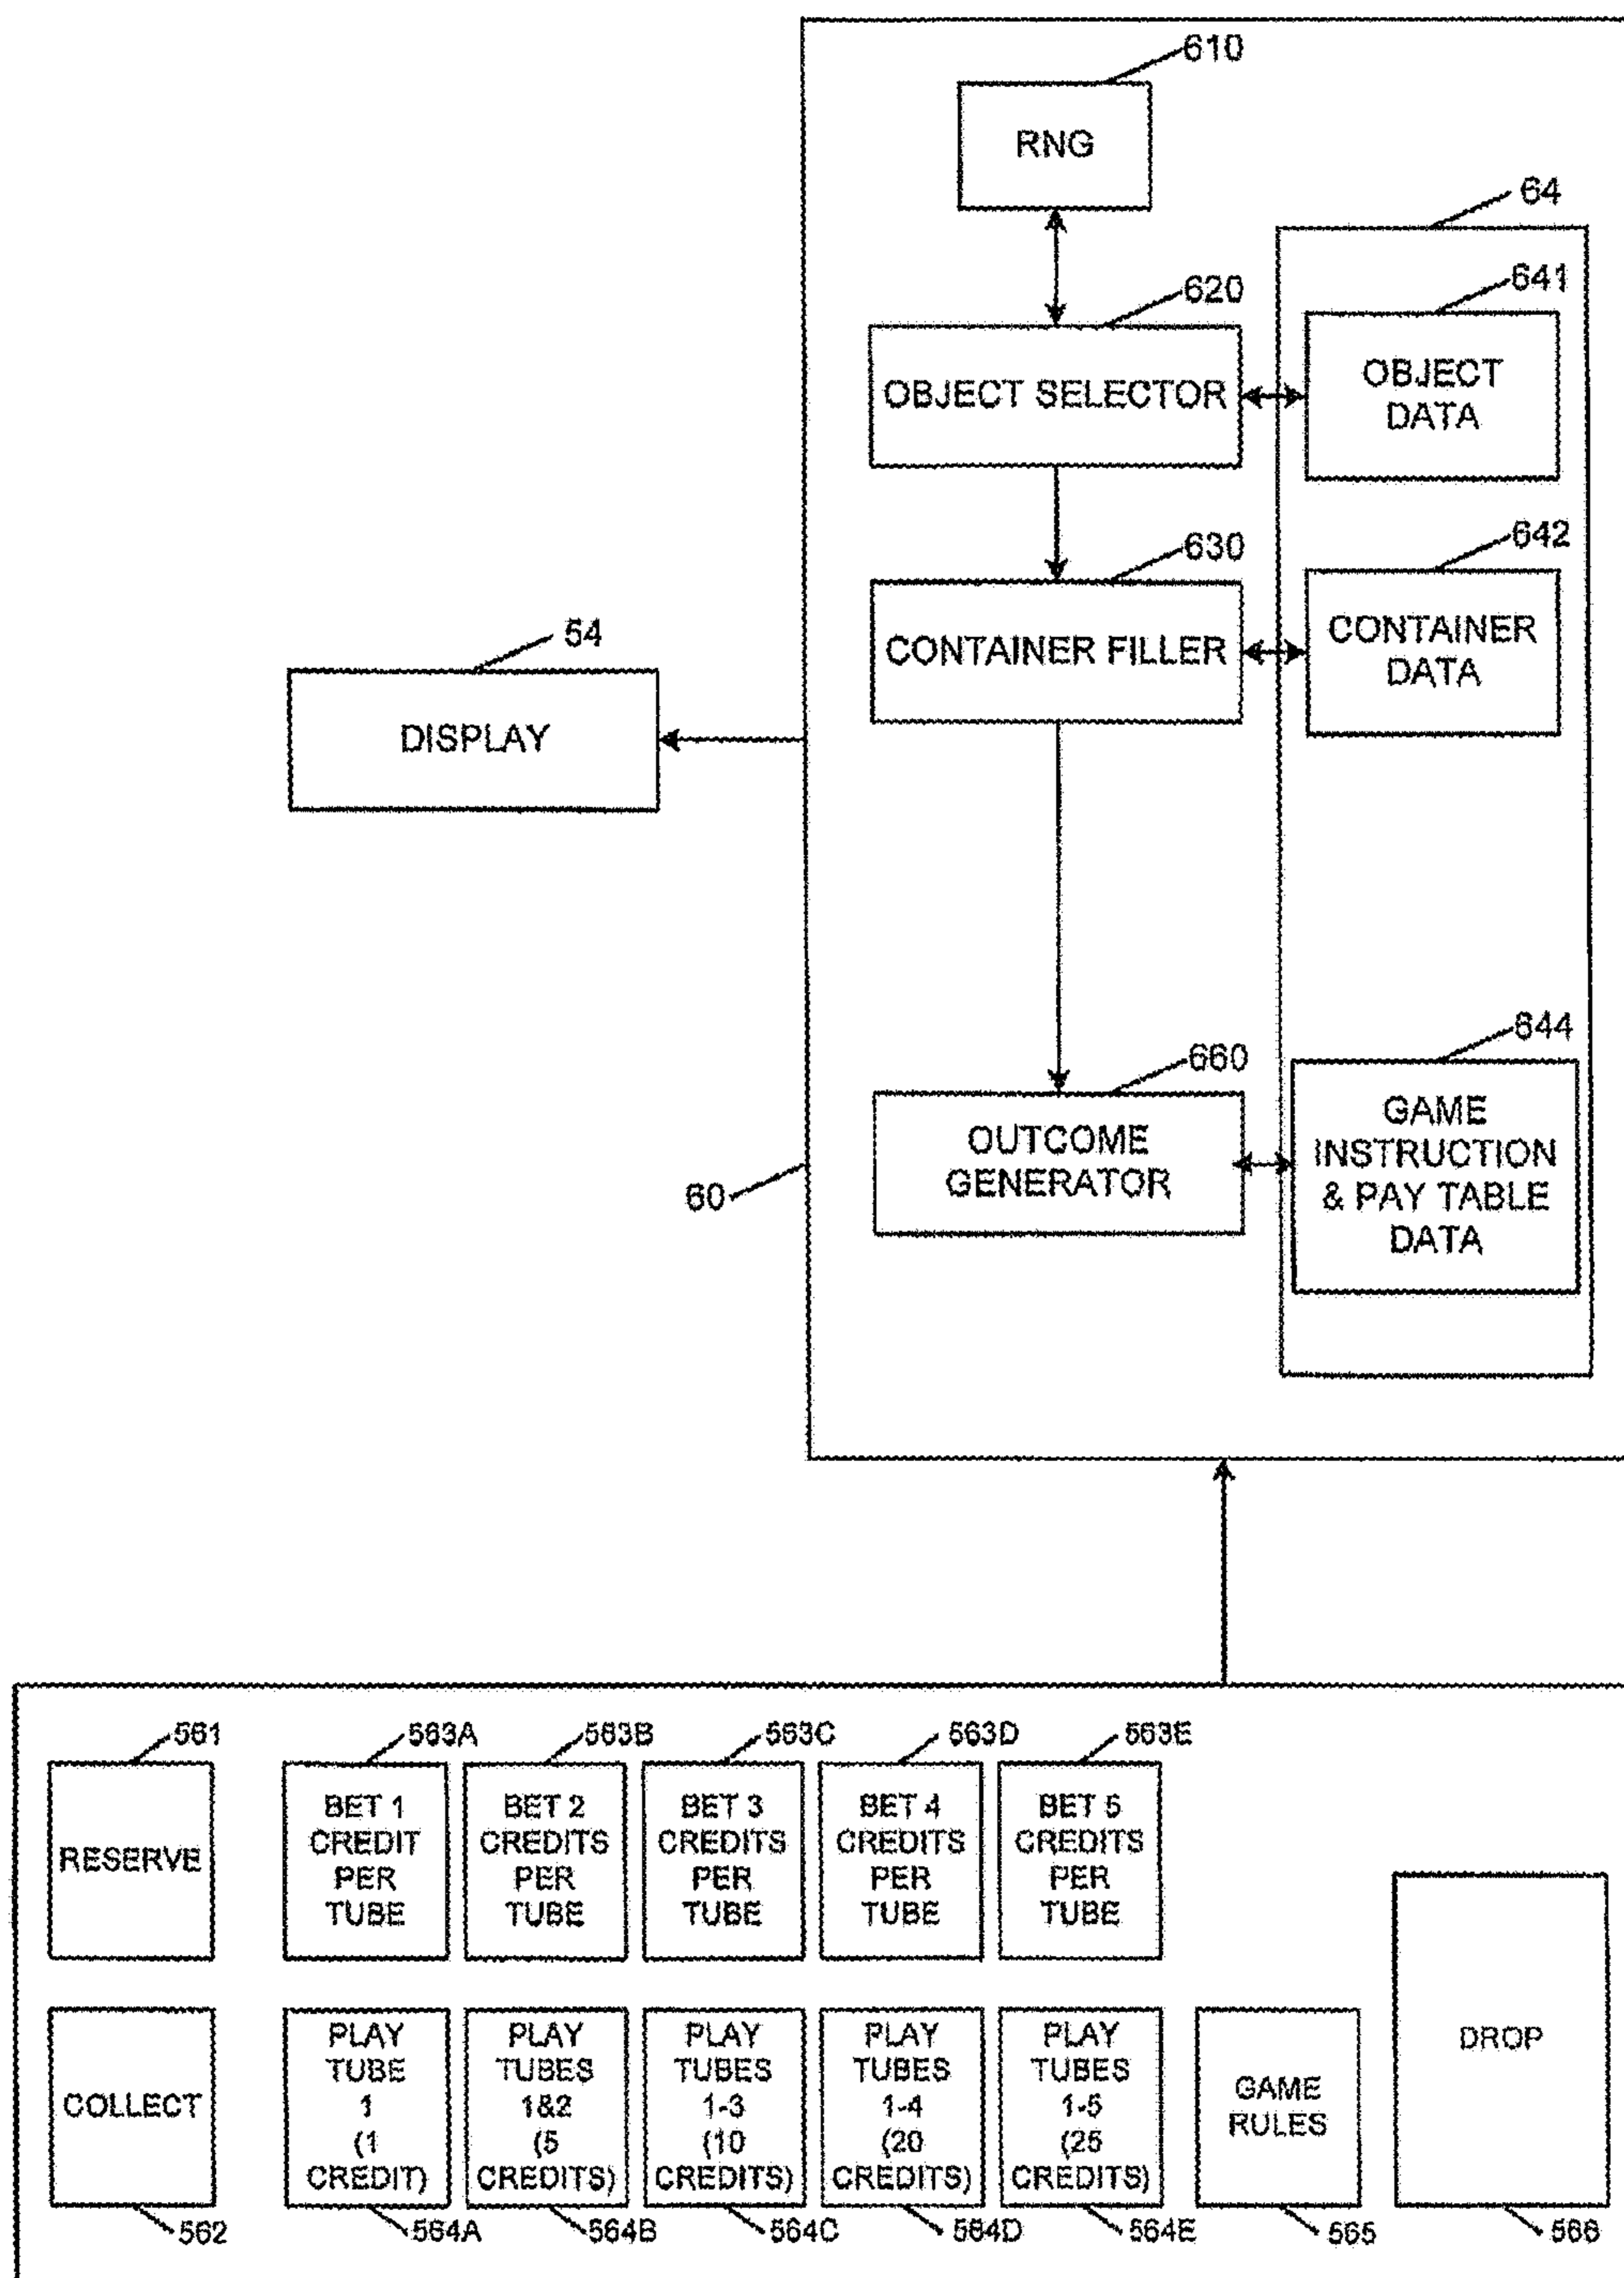 610
RNG
64
620
641
OBJECT SELECTOR
OBJECT
DATA
630
642
CONTAINER FILLER
CONTAINER
DATA
54
DISPLAY
644
660
OUTCOME
GENERATOR
GAME
INSTRUCTION
& PAY TABLE
DATA
60
561
RESERVE
563A
BET 1
CREDIT
PER
TUBE
563B
BET 2
CREDITS
PER
TUBE
563C
BET 3
CREDITS
PER
TUBE
563D
BET 4
CREDITS
PER
TUBE
563E
BET 5
CREDITS
PER
TUBE
COLLECT
562
PLAY
TUBE
1
(1
CREDIT)
564A
PLAY
TUBES
1&2
(5
CREDITS)
564B
PLAY
TUBES
1-3
(10
CREDITS)
564C
PLAY
TUBES
1-4
(20
CREDITS)
564D
PLAY
TUBES
1-5
(25
CREDITS)
564E
GAME
RULES
565
DROP
566